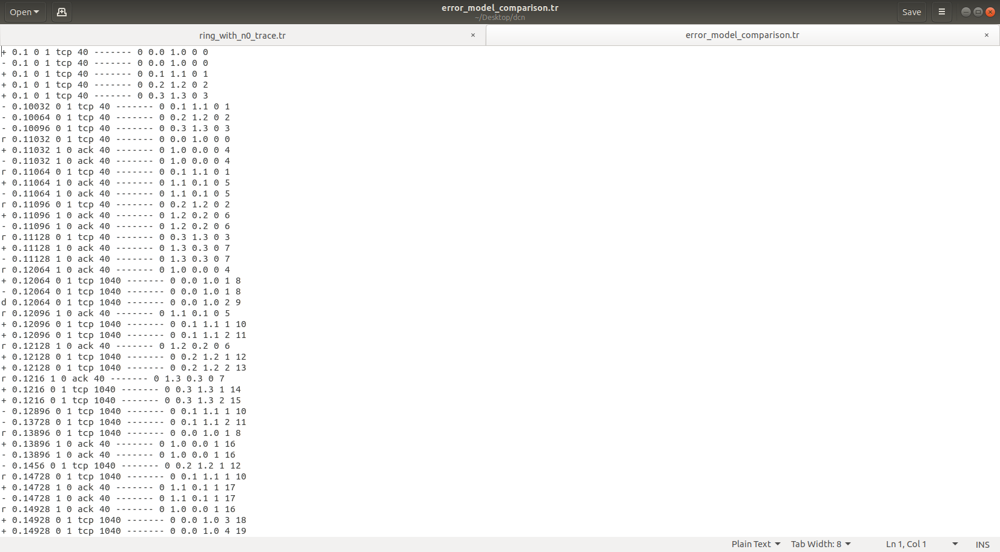 Open
error_model_comparison.tr
~/Desktop/dcn
Save
ring_with_n0_trace.tr
error_model_comparison.tr
+ 0.1 0 1 tcp 40 ------- 0 0.0 1.0 0 0
- 0.1 0 1 tcp 40 ------- 0 0.0 1.0 0 0
+ 0.1 0 1 tcp 40 ------- 0 0.1 1.1 0 1
+ 0.1 0 1 tcp 40 ------- 0 0.2 1.2 0 2
+ 0.1 0 1 tcp 40 ------- 0 0.3 1.3 0 3
- 0.10032 0 1 tcp 40 ------- 0 0.1 1.1 0 1
- 0.10064 0 1 tcp 40 ------- 0 0.2 1.2 0 2
- 0.10096 0 1 tcp 40 ------- 0 0.3 1.3 0 3
r 0.11032 0 1 tcp 40 ------- 0 0.0 1.0 0 0
+ 0.11032 1 0 ack 40 ------- 0 1.0 0.0 0 4
- 0.11032 1 0 ack 40 ------- 0 1.0 0.0 0 4
r 0.11064 0 1 tcp 40 ------- 0 0.1 1.1 0 1
+ 0.11064 1 0 ack 40 ------- 0 1.1 0.1 0 5
- 0.11064 1 0 ack 40 ------- 0 1.1 0.1 0 5
r 0.11096 0 1 tcp 40 ------- 0 0.2 1.2 0 2
+ 0.11096 1 0 ack 40 ------- 0 1.2 0.2 0 6
- 0.11096 1 0 ack 40 ------- 0 1.2 0.2 0 6
r 0.11128 0 1 tcp 40 ------- 0 0.3 1.3 0 3
+ 0.11128 1 0 ack 40 ------- 0 1.3 0.3 0 7
- 0.11128 1 0 ack 40 ------- 0 1.3 0.3 0 7
r 0.12064 1 0 ack 40 ------- 0 1.0 0.0 0 4
+ 0.12064 0 1 tcp 1040 ------- 0 0.0 1.0 1 8
- 0.12064 0 1 tcp 1040 ------- 0 0.0 1.0 1 8
d 0.12064 0 1 tcp 1040 ------- 0 0.0 1.0 2 9
r 0.12096 1 0 ack 40 ------- 0 1.1 0.1 0 5
+ 0.12096 0 1 tcp 1040 ------- 0 0.1 1.1 1 10
+ 0.12096 0 1 tcp 1040 ------- 0 0.1 1.1 2 11
r 0.12128 1 0 ack 40 ------- 0 1.2 0.2 0 6
+ 0.12128 0 1 tcp 1040 ------- 0 0.2 1.2 1 12
+ 0.12128 0 1 tcp 1040 ------- 0 0.2 1.2 2 13
r 0.1216 1 0 ack 40 ------- 0 1.3 0.3 0 7
+ 0.1216 0 1 tcp 1040 ------- 0 0.3 1.3 1 14
+ 0.1216 0 1 tcp 1040 ------- 0 0.3 1.3 2 15
- 0.12896 0 1 tcp 1040 ------- 0 0.1 1.1 1 10
- 0.13728 0 1 tcp 1040 ------- 0 0.1 1.1 2 11
r 0.13896 0 1 tcp 1040 ------- 0 0.0 1.0 1 8
+ 0.13896 1 0 ack 40 ------- 0 1.0 0.0 1 16
- 0.13896 1 0 ack 40 ------- 0 1.0 0.0 1 16
- 0.1456 0 1 tcp 1040 ------- 0 0.2 1.2 1 12
r 0.14728 0 1 tcp 1040 ------- 0 0.1 1.1 1 10
+ 0.14728 1 0 ack 40 ------- 0 1.1 0.1 1 17
- 0.14728 1 0 ack 40 ------- 0 1.1 0.1 1 17
r 0.14928 1 0 ack 40 ------- 0 1.0 0.0 1 16
+ 0.14928 0 1 tcp 1040 ------- 0 0.0 1.0 3 18
+ 0.14928 0 1 tcp 1040 ------- 0 0.0 1.0 4 19
Plain Text Tab Width: 8 Ln 1, Col 1 INS